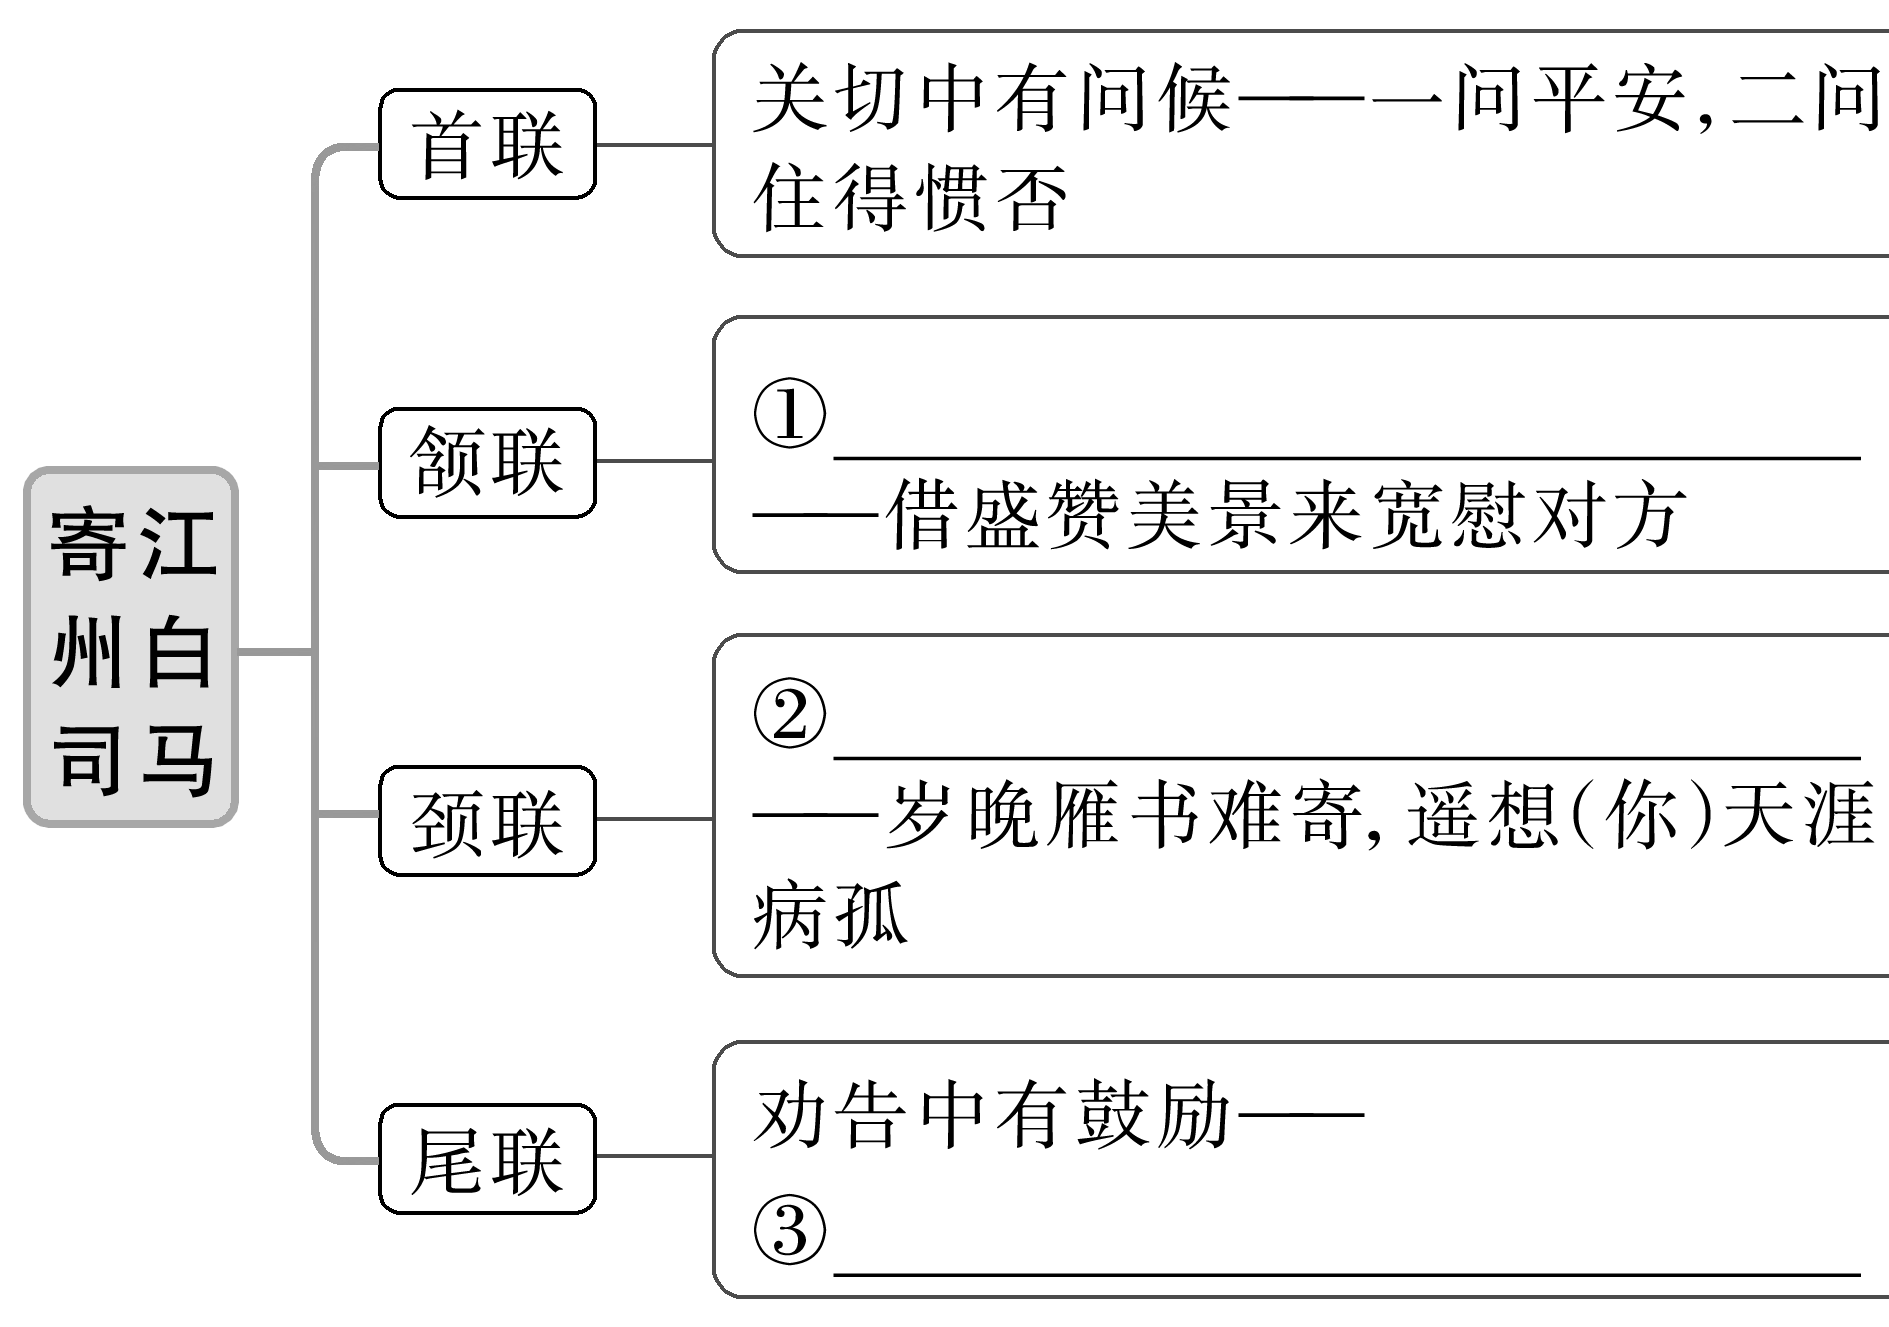 寄江
州白
司马
首联
关切中有问候——一问平安,二问
住得惯否
颔联
①
——借盛赞美景来宽慰对方
颈联
②
——岁晚雁书难寄,遥想(你)天涯
病孤
尾联
劝告中有鼓励——
③